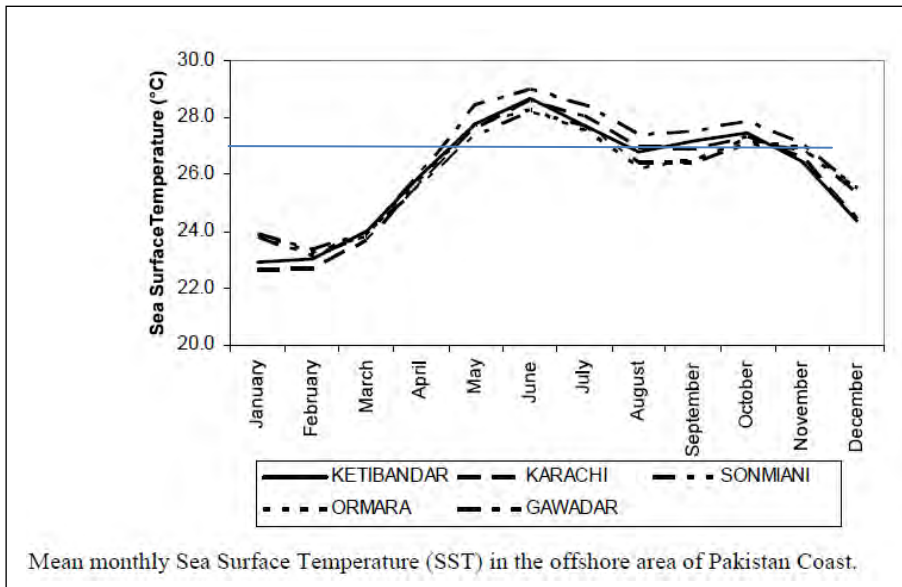 Sea Surface Temperature (°C)
30.0
28.0
26.0
24.0
22.0
20.0
January
February
March
April
May
June
July
August
September
October
November
December
KETIBANDAR KARACHI SONMIANI
ORMARA GAWADAR
Mean monthly Sea Surface Temperature (SST) in the offshore area of Pakistan Coast.